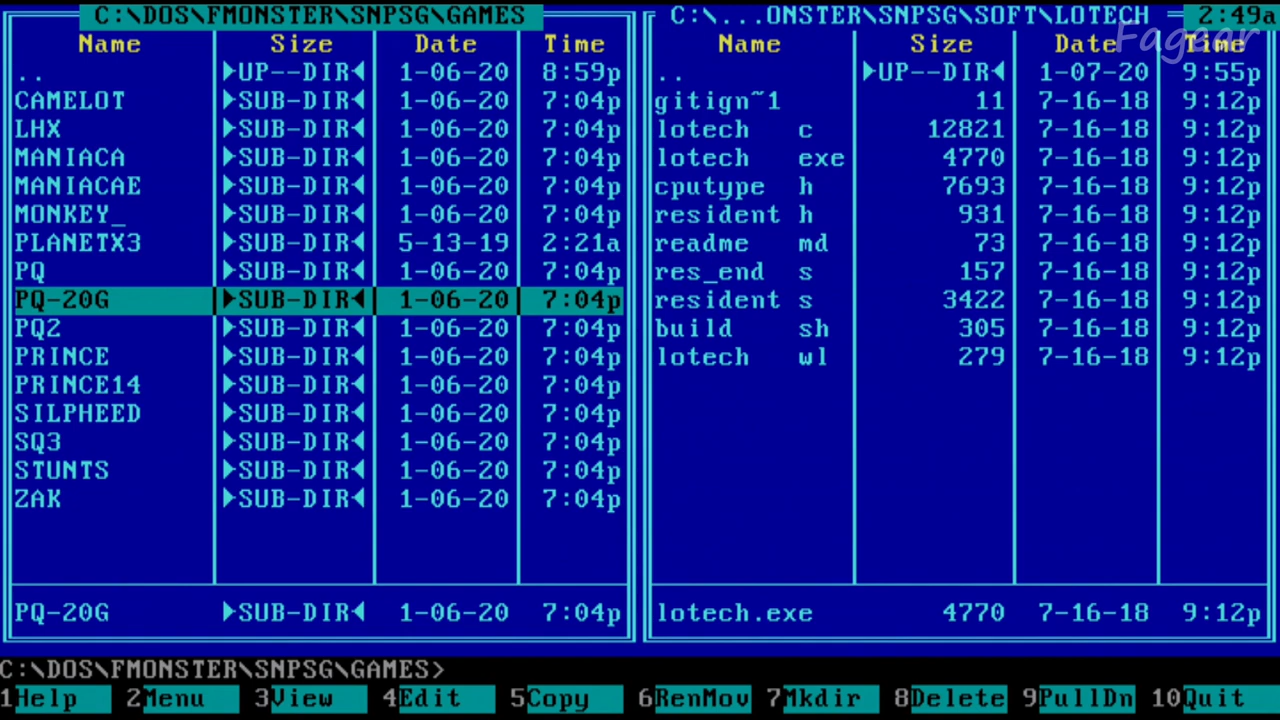 C:\DOS\FMONSTER\SNPSG\GAMES
Name Size Date Time
.. ►UP--DIR◄ 1-06-20 8:59p
CAMELOT ►SUB-DIR◄ 1-06-20 7:04p
LHX ►SUB-DIR◄ 1-06-20 7:04p
MANIACA ►SUB-DIR◄ 1-06-20 7:04p
MANIACAE ►SUB-DIR◄ 1-06-20 7:04p
MONKEY_ ►SUB-DIR◄ 1-06-20 7:04p
PLANETX3 ►SUB-DIR◄ 5-13-19 2:21a
PQ ►SUB-DIR◄ 1-06-20 7:04p
PQ-20G ►SUB-DIR◄ 1-06-20 7:04p
PQ2 ►SUB-DIR◄ 1-06-20 7:04p
PRINCE ►SUB-DIR◄ 1-06-20 7:04p
PRINCE14 ►SUB-DIR◄ 1-06-20 7:04p
SILPHEED ►SUB-DIR◄ 1-06-20 7:04p
SQ3 ►SUB-DIR◄ 1-06-20 7:04p
STUNTS ►SUB-DIR◄ 1-06-20 7:04p
ZAK ►SUB-DIR◄ 1-06-20 7:04p
PQ-20G ►SUB-DIR◄ 1-06-20 7:04p
C:\...ONSTER\SNPSG\SOFT\LOTECH 2:49a
Fagear
Name Size Date Time
.. ►UP--DIR◄ 1-07-20 9:55p
gitign~1 11 7-16-18 9:12p
lotech c 12821 7-16-18 9:12p
lotech exe 4770 7-16-18 9:12p
cputype h 7693 7-16-18 9:12p
resident h 931 7-16-18 9:12p
readme md 73 7-16-18 9:12p
res_end s 157 7-16-18 9:12p
resident s 3422 7-16-18 9:12p
build sh 305 7-16-18 9:12p
lotech wl 279 7-16-18 9:12p
lotech.exe 4770 7-16-18 9:12p
C:\DOS\FMONSTER\SNPSG\GAMES>
1Help 2Menu 3View 4Edit 5Copy 6RenMov 7Mkdir 8Delete 9PullDn 10Quit